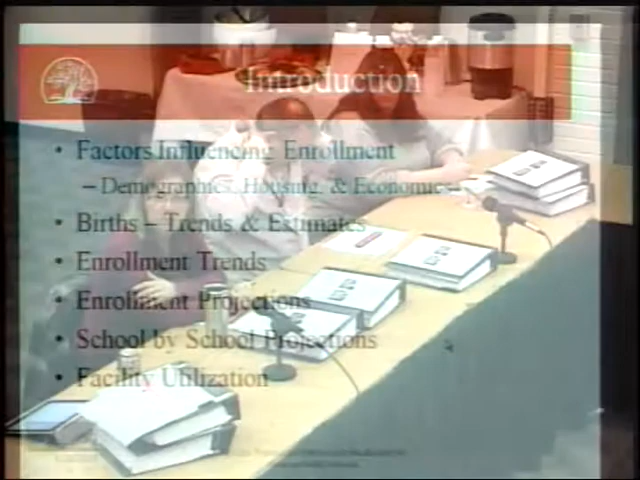 Introduction
• Factors Influencing Enrollment
– Demographics, Housing, & Economics
• Births – Trends & Estimates
• Enrollment Trends
• Enrollment Projections
• School by School Projections
• Facility Utilization